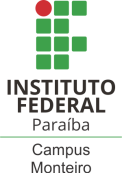 INSTITUTO
FEDERAL
Paraíba
Campus
Monteiro